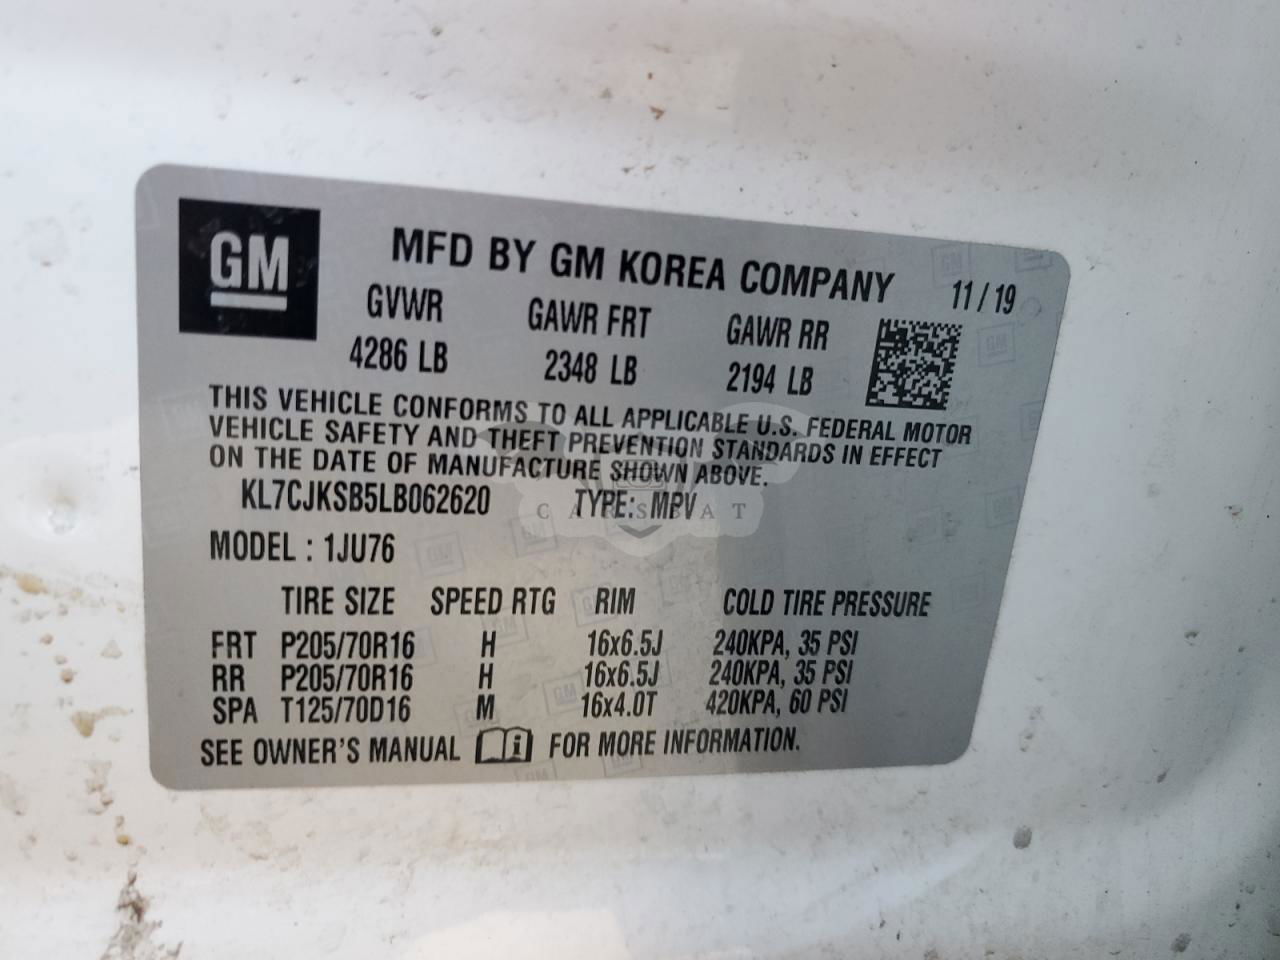 GM
MFD BY GM KOREA COMPANY 11 / 19
GVWR GAWR FRT GAWR RR
4286 LB 2348 LB 2194 LB
THIS VEHICLE CONFORMS TO ALL APPLICABLE U.S. FEDERAL MOTOR
VEHICLE SAFETY AND THEFT PREVENTION STANDARDS IN EFFECT
ON THE DATE OF MANUFACTURE SHOWN ABOVE.
KL7CJKSB5LB062620 TYPE: MPV
CARSBAT
MODEL : 1JU76
TIRE SIZE SPEED RTG RIM COLD TIRE PRESSURE
FRT P205/70R16 H 16x6.5J 240KPA, 35 PSI
RR P205/70R16 H 16x6.5J 240KPA, 35 PSI
SPA T125/70D16 M 16x4.0T 420KPA, 60 PSI
SEE OWNER'S MANUAL FOR MORE INFORMATION.